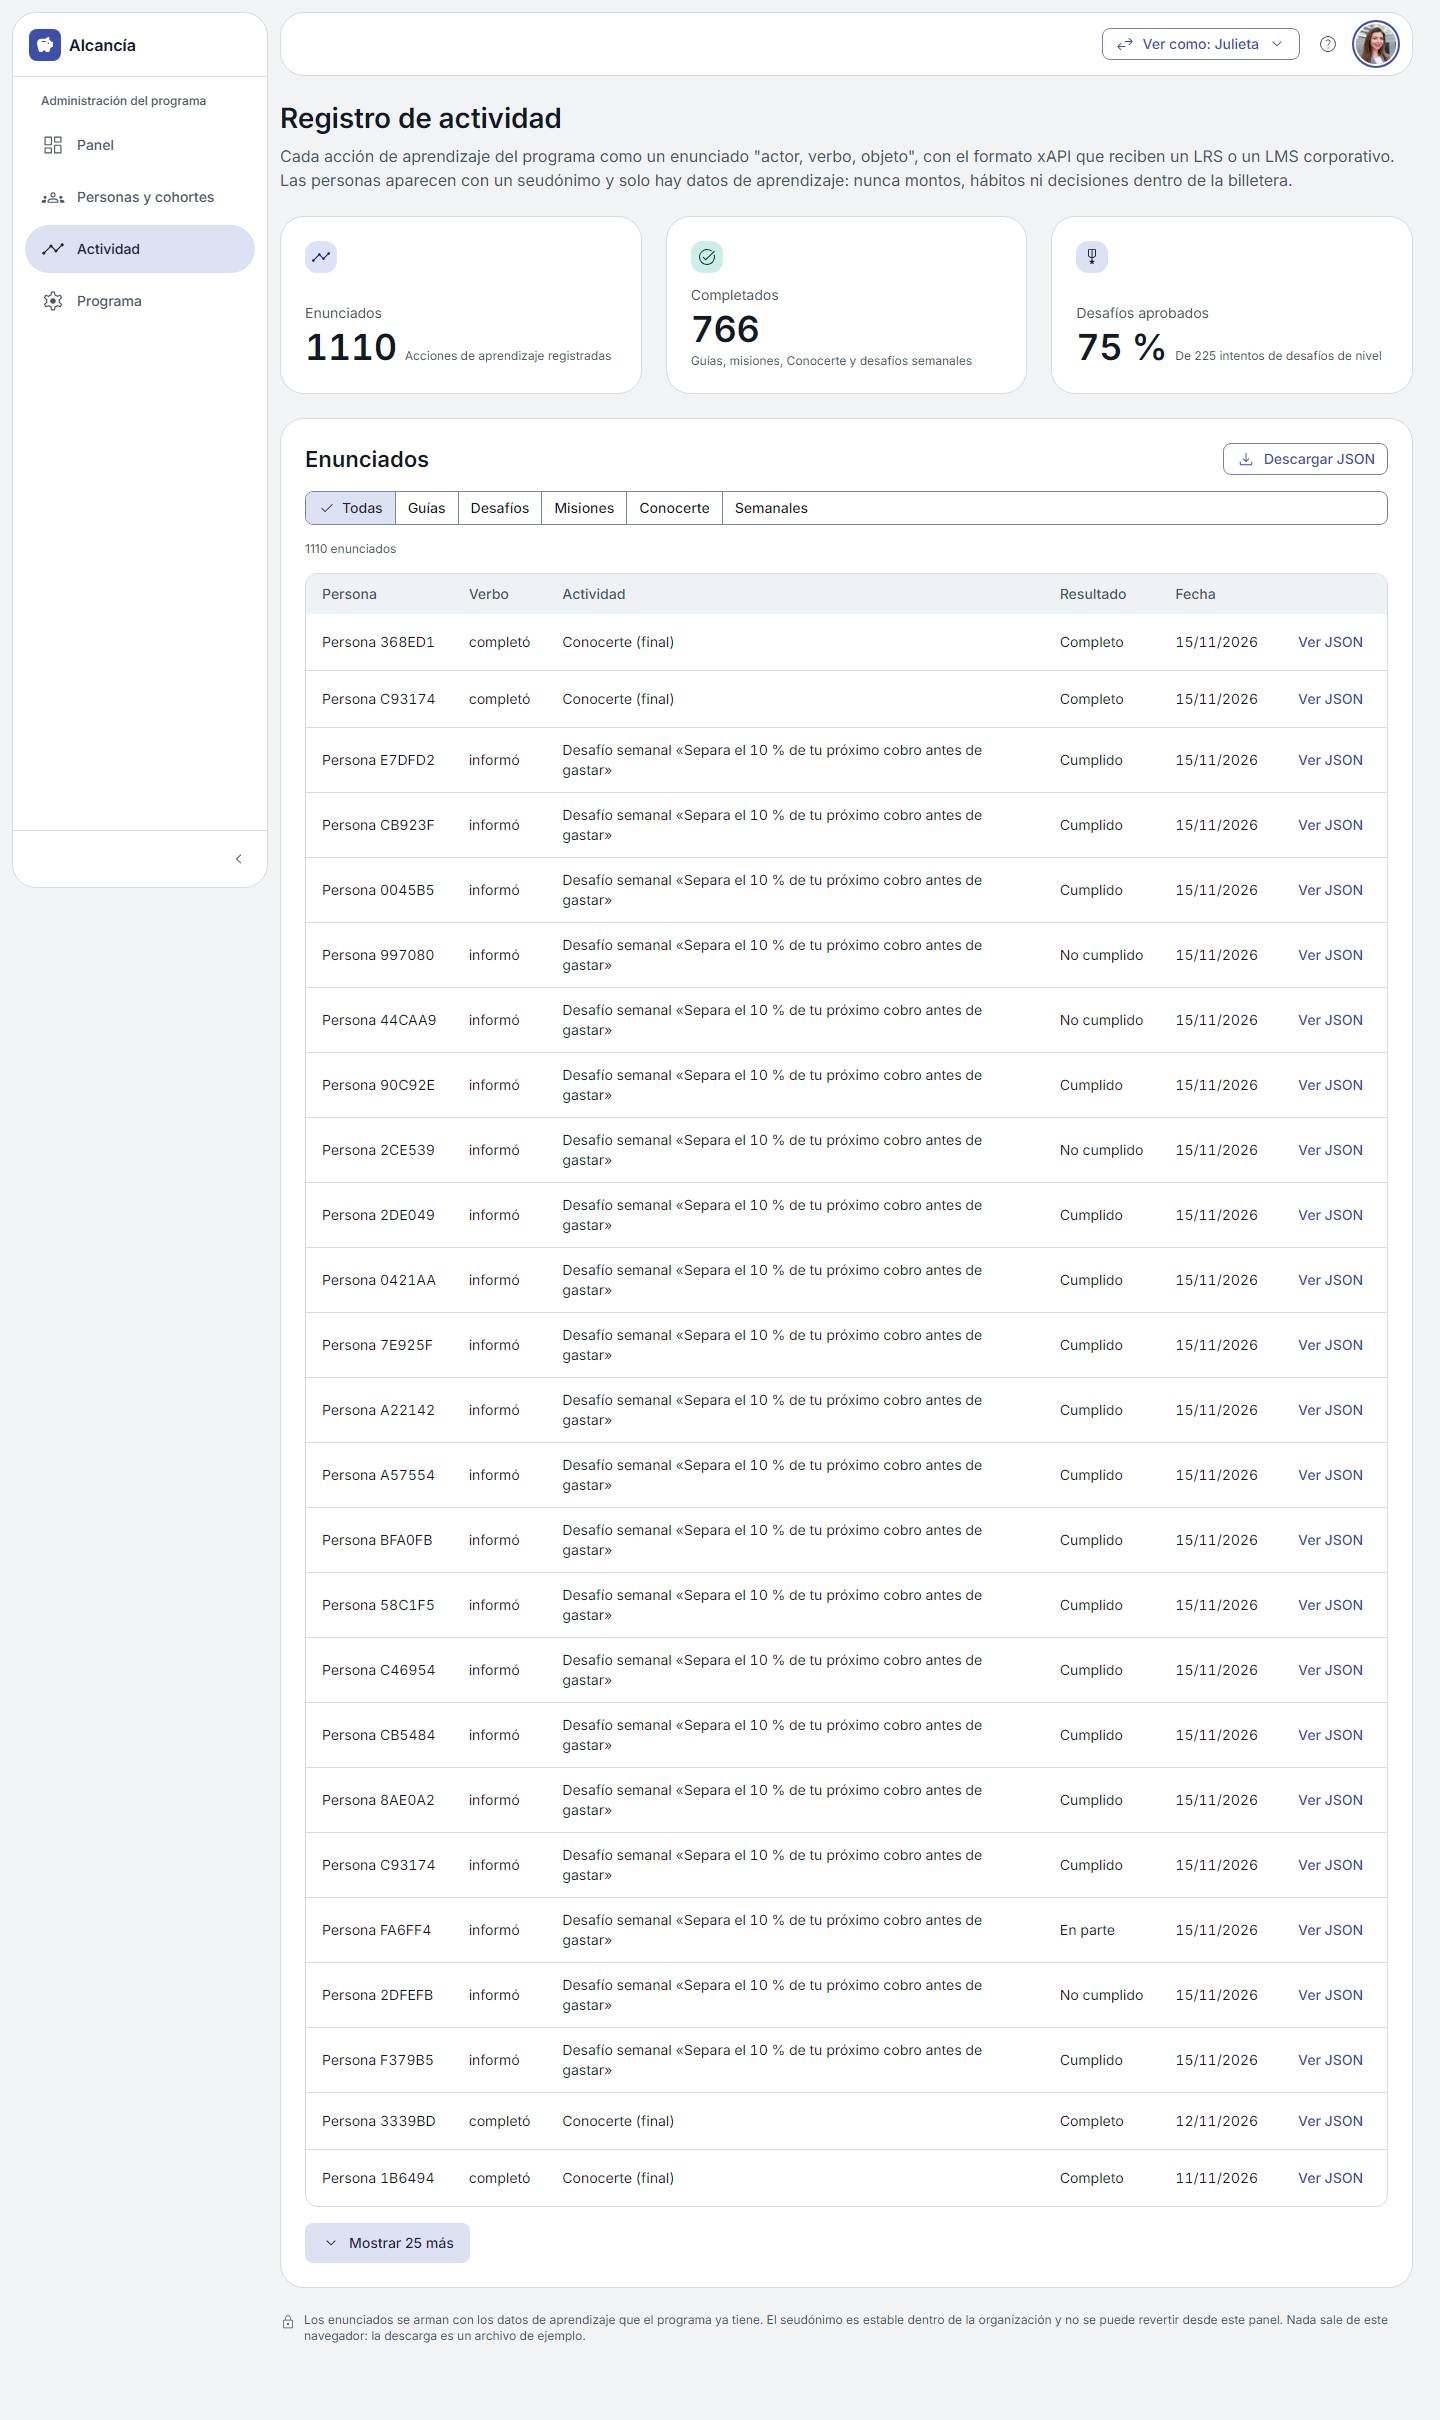 Alcancía
Ver como: Julieta
Administración del programa
Panel
Personas y cohortes
Actividad
Programa
Registro de actividad
Cada acción de aprendizaje del programa como un enunciado "actor, verbo, objeto", con el formato xAPI que reciben un LRS o un LMS corporativo.
Las personas aparecen con un seudónimo y solo hay datos de aprendizaje: nunca montos, hábitos ni decisiones dentro de la billetera.
Enunciados
1110 Acciones de aprendizaje registradas
Completados
766
Guías, misiones, Conocerte y desafíos semanales
Desafíos aprobados
75 % De 225 intentos de desafíos de nivel
Enunciados
Descargar JSON
Todas Guías Desafíos Misiones Conocerte Semanales
1110 enunciados
Persona Verbo Actividad Resultado Fecha
Persona 368ED1 completó Conocerte (final) Completo 15/11/2026 Ver JSON
Persona C93174 completó Conocerte (final) Completo 15/11/2026 Ver JSON
Persona E7DFD2 informó Desafío semanal «Separa el 10 % de tu próximo cobro antes de Cumplido 15/11/2026 Ver JSON
gastar»
Persona CB923F informó Desafío semanal «Separa el 10 % de tu próximo cobro antes de Cumplido 15/11/2026 Ver JSON
gastar»
Persona 0045B5 informó Desafío semanal «Separa el 10 % de tu próximo cobro antes de Cumplido 15/11/2026 Ver JSON
gastar»
Persona 997080 informó Desafío semanal «Separa el 10 % de tu próximo cobro antes de No cumplido 15/11/2026 Ver JSON
gastar»
Persona 44CAA9 informó Desafío semanal «Separa el 10 % de tu próximo cobro antes de No cumplido 15/11/2026 Ver JSON
gastar»
Persona 90C92E informó Desafío semanal «Separa el 10 % de tu próximo cobro antes de Cumplido 15/11/2026 Ver JSON
gastar»
Persona 2CE539 informó Desafío semanal «Separa el 10 % de tu próximo cobro antes de No cumplido 15/11/2026 Ver JSON
gastar»
Persona 2DE049 informó Desafío semanal «Separa el 10 % de tu próximo cobro antes de Cumplido 15/11/2026 Ver JSON
gastar»
Persona 0421AA informó Desafío semanal «Separa el 10 % de tu próximo cobro antes de Cumplido 15/11/2026 Ver JSON
gastar»
Persona 7E925F informó Desafío semanal «Separa el 10 % de tu próximo cobro antes de Cumplido 15/11/2026 Ver JSON
gastar»
Persona A22142 informó Desafío semanal «Separa el 10 % de tu próximo cobro antes de Cumplido 15/11/2026 Ver JSON
gastar»
Persona A57554 informó Desafío semanal «Separa el 10 % de tu próximo cobro antes de Cumplido 15/11/2026 Ver JSON
gastar»
Persona BFA0FB informó Desafío semanal «Separa el 10 % de tu próximo cobro antes de Cumplido 15/11/2026 Ver JSON
gastar»
Persona 58C1F5 informó Desafío semanal «Separa el 10 % de tu próximo cobro antes de Cumplido 15/11/2026 Ver JSON
gastar»
Persona C46954 informó Desafío semanal «Separa el 10 % de tu próximo cobro antes de Cumplido 15/11/2026 Ver JSON
gastar»
Persona CB5484 informó Desafío semanal «Separa el 10 % de tu próximo cobro antes de Cumplido 15/11/2026 Ver JSON
gastar»
Persona 8AE0A2 informó Desafío semanal «Separa el 10 % de tu próximo cobro antes de Cumplido 15/11/2026 Ver JSON
gastar»
Persona C93174 informó Desafío semanal «Separa el 10 % de tu próximo cobro antes de Cumplido 15/11/2026 Ver JSON
gastar»
Persona FA6FF4 informó Desafío semanal «Separa el 10 % de tu próximo cobro antes de En parte 15/11/2026 Ver JSON
gastar»
Persona 2DFEFB informó Desafío semanal «Separa el 10 % de tu próximo cobro antes de No cumplido 15/11/2026 Ver JSON
gastar»
Persona F379B5 informó Desafío semanal «Separa el 10 % de tu próximo cobro antes de Cumplido 15/11/2026 Ver JSON
gastar»
Persona 3339BD completó Conocerte (final) Completo 12/11/2026 Ver JSON
Persona 1B6494 completó Conocerte (final) Completo 11/11/2026 Ver JSON
Mostrar 25 más
Los enunciados se arman con los datos de aprendizaje que el programa ya tiene. El seudónimo es estable dentro de la organización y no se puede revertir desde este panel. Nada sale de este
navegador: la descarga es un archivo de ejemplo.